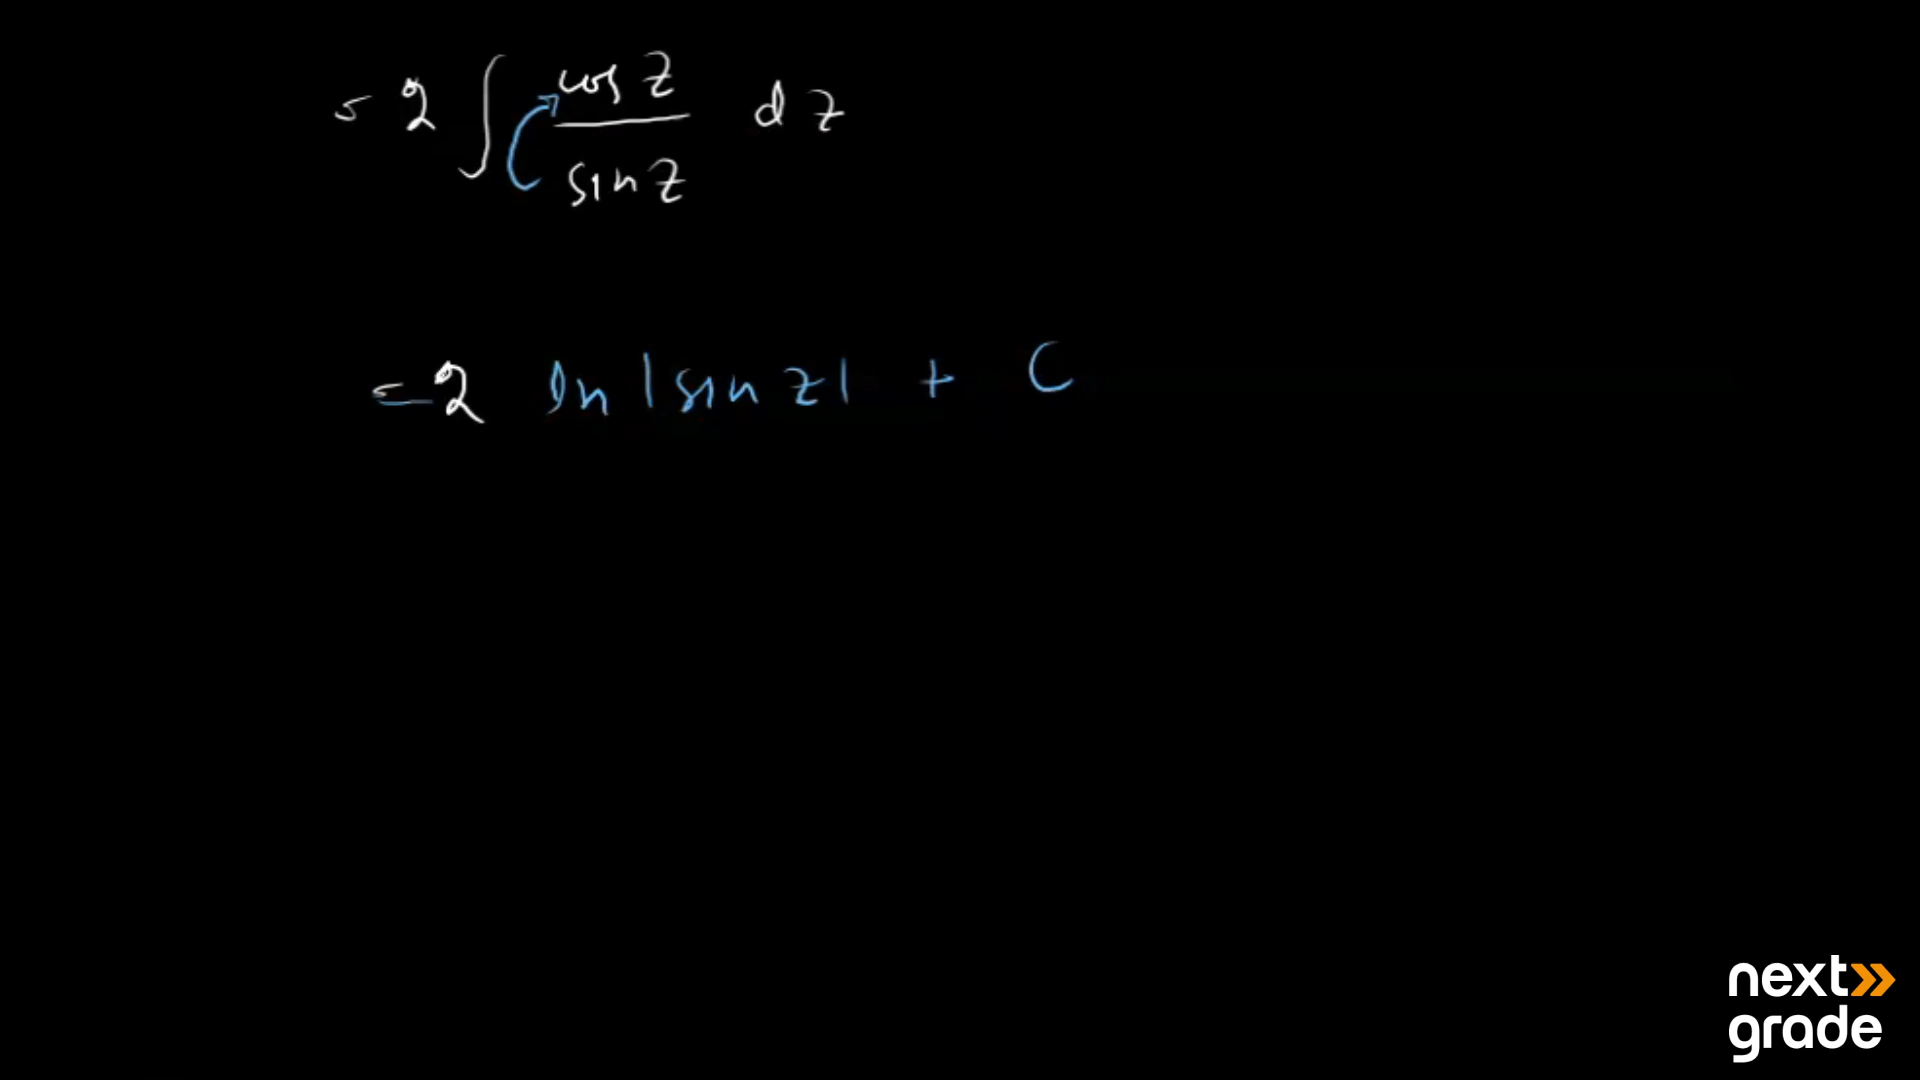 = 2 ∫ cos z / sin z dz
= 2 ln |sin z| + C
next
grade